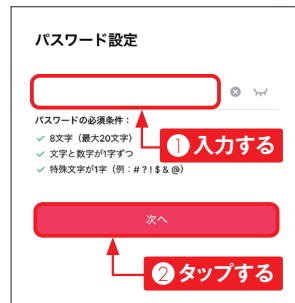 パスワード設定
パスワードの必須条件：
✓ 8文字（最大20文字）
✓ 文字と数字が1字ずつ
✓ 特殊文字が1字（例：#?!$&@）
①入力する
次へ
②タップする